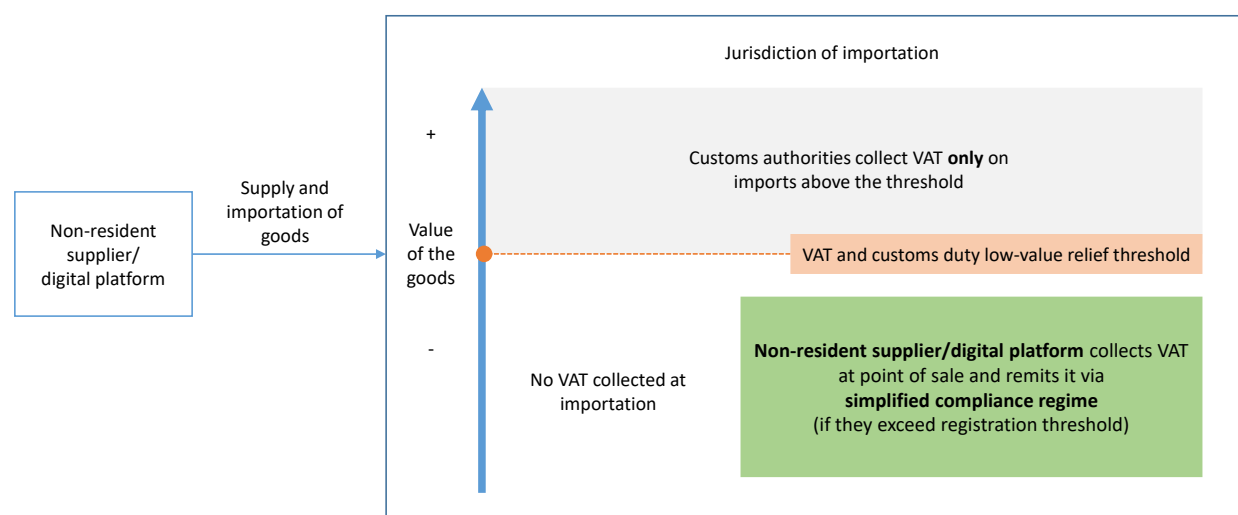 Jurisdiction of importation
+
Customs authorities collect VAT only on
imports above the threshold
Supply and
importation of
goods
Non-resident
supplier/
digital platform
Value
of the
goods
VAT and customs duty low-value relief threshold
-
No VAT collected at
importation
Non-resident supplier/digital platform collects VAT
at point of sale and remits it via
simplified compliance regime
(if they exceed registration threshold)